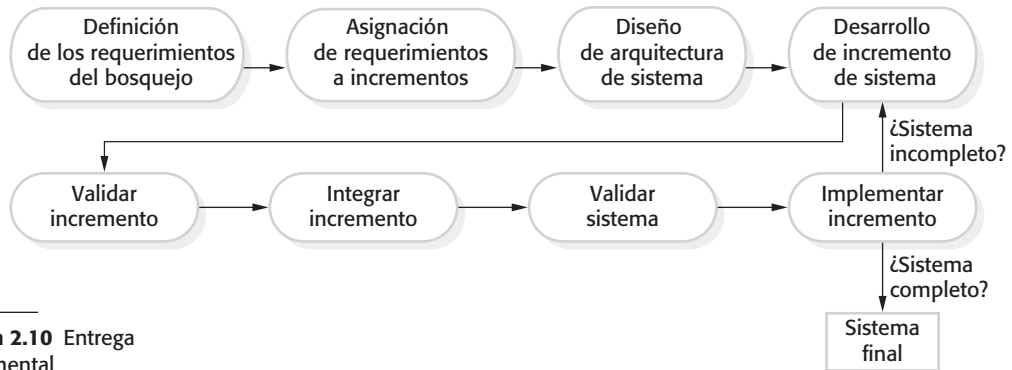 Definición
de los requerimientos
del bosquejo
Asignación
de requerimientos
a incrementos
Diseño
de arquitectura
de sistema
Desarrollo
de incremento
de sistema
¿Sistema
incompleto?
Validar
incremento
Integrar
incremento
Validar
sistema
Implementar
incremento
¿Sistema
completo?
Sistema
final
2.10 Entrega